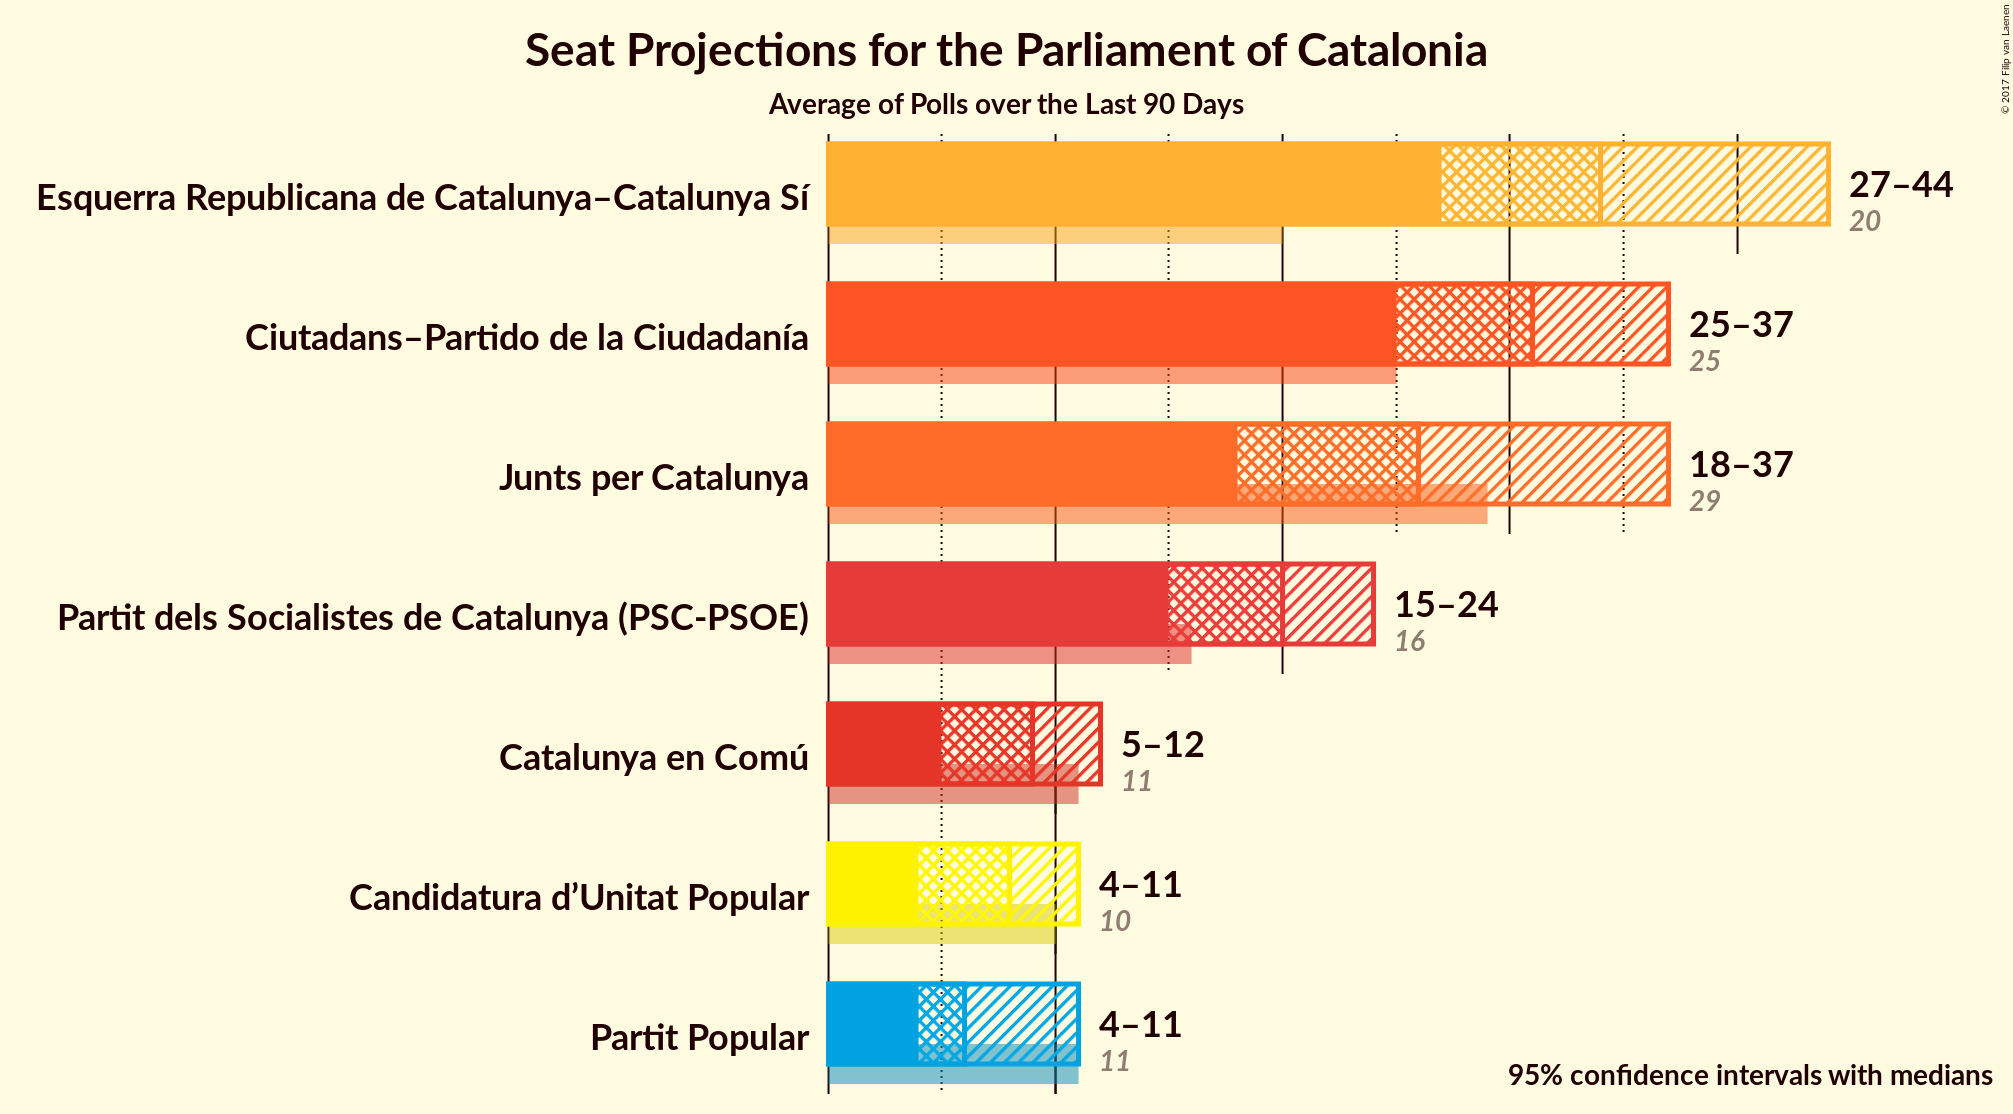 Seat Projections for the Parliament of Catalonia
Average of Polls over the Last 90 Days
© 2017 Filip van Laenen
Esquerra Republicana de Catalunya–Catalunya Sí
27–44
20
Ciutadans–Partido de la Ciudadanía
25–37
25
Junts per Catalunya
18–37
29
Partit dels Socialistes de Catalunya (PSC-PSOE)
15–24
16
Catalunya en Comú
5–12
11
Candidatura d’Unitat Popular
4–11
10
Partit Popular
4–11
11
95% confidence intervals with medians